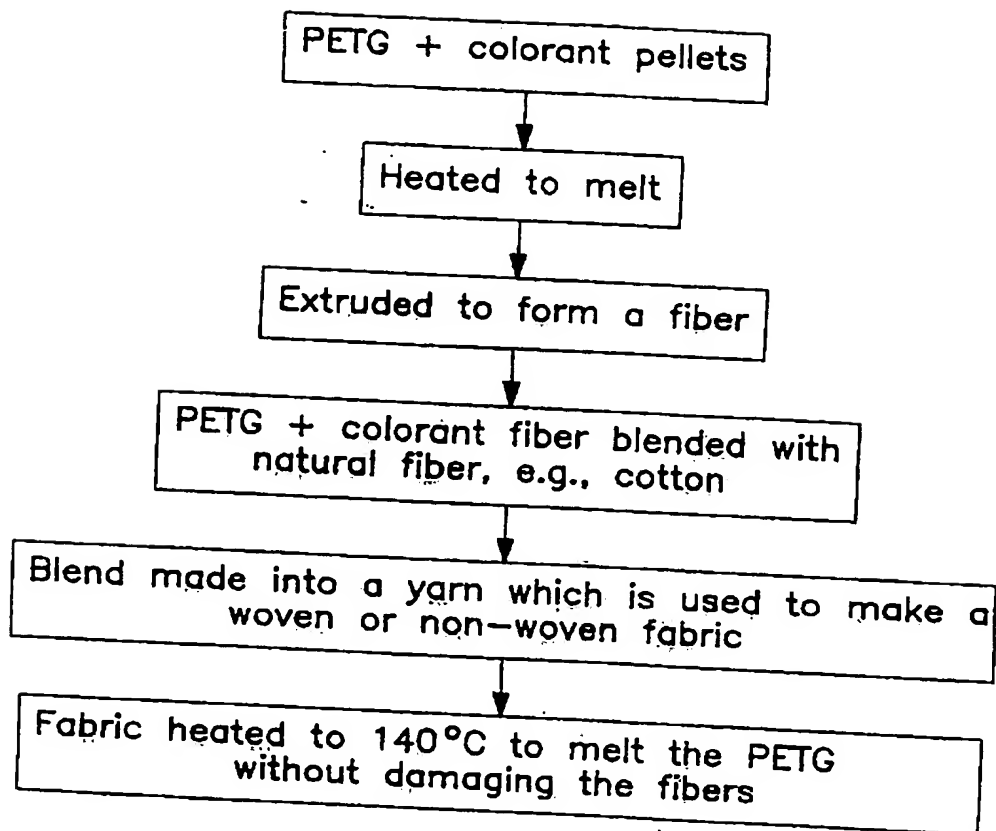 PETG + colorant pellets
Heated to melt
Extruded to form a fiber
PETG + colorant fiber blended with
natural fiber, e.g., cotton
Blend made into a yarn which is used to make a
woven or non-woven fabric
Fabric heated to 140°C to melt the PETG
without damaging the fibers